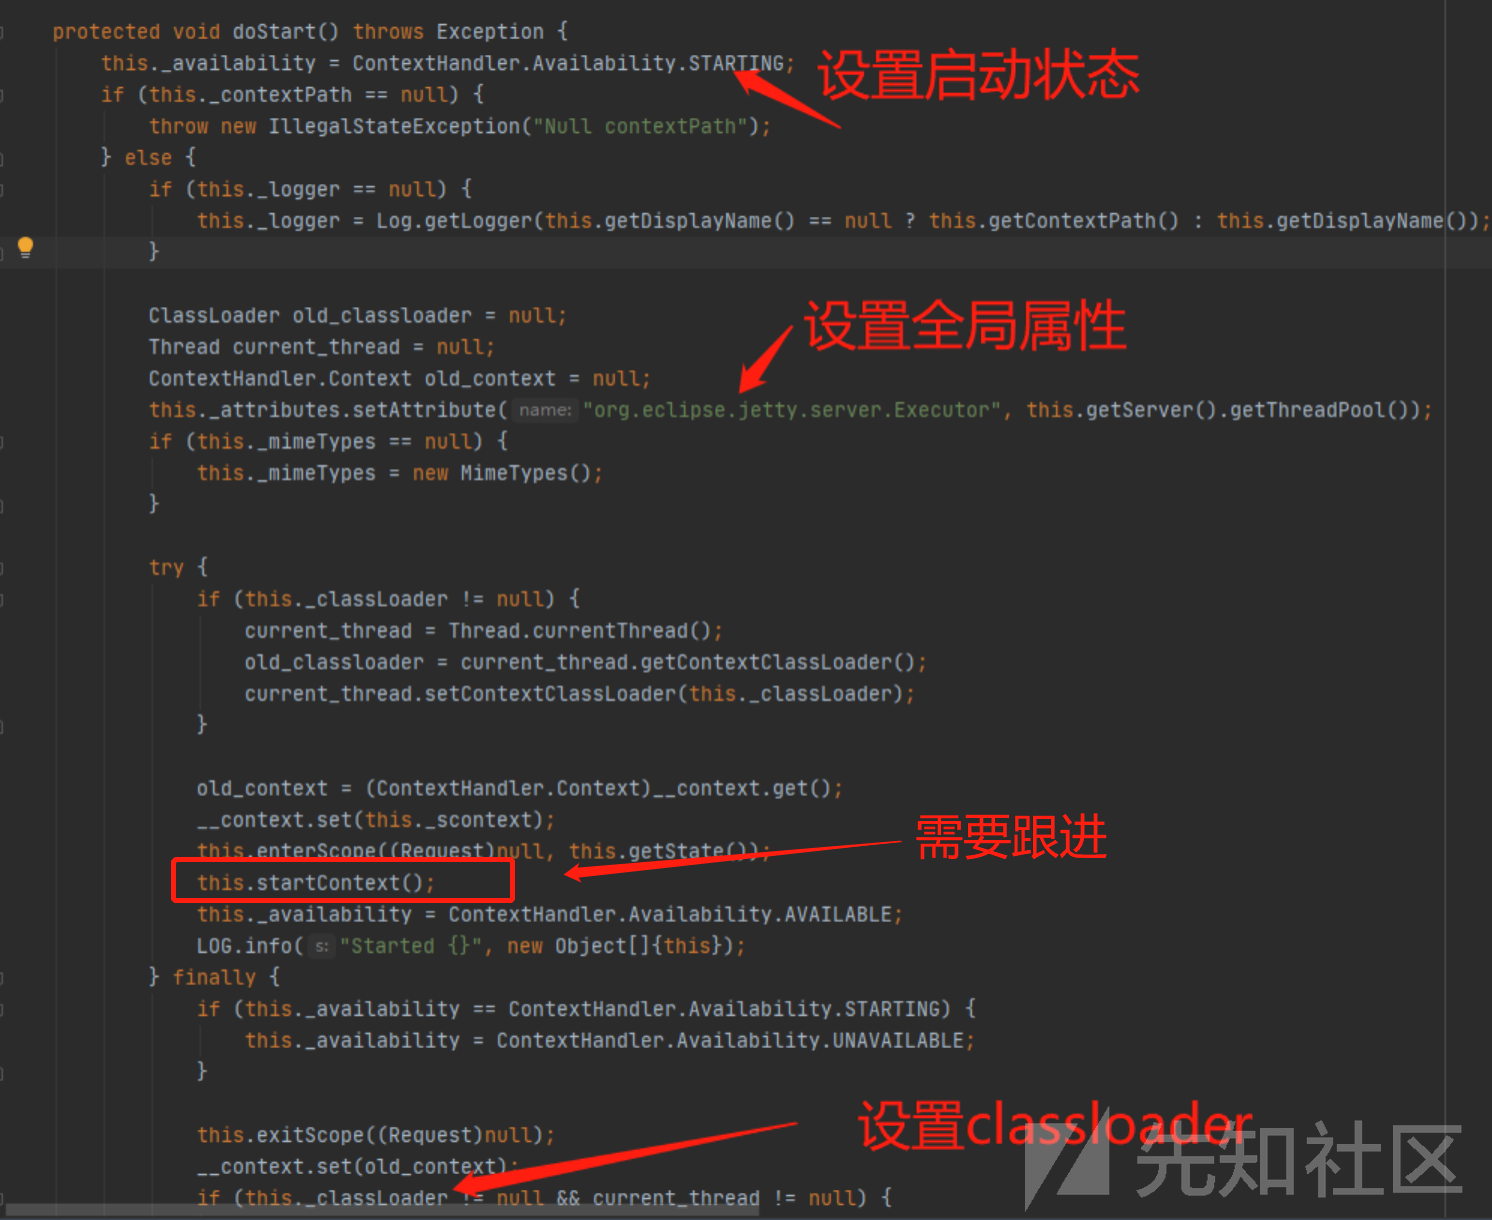 protected void doStart() throws Exception {
this._availability = ContextHandler.Availability.STARTING;
设置启动状态
if (this._contextPath == null) {
throw new IllegalStateException("Null contextPath");
} else {
if (this._logger == null) {
this._logger = Log.getLogger(this.getDisplayName() == null ? this.getContextPath() : this.getDisplayName());
}
ClassLoader old_classloader = null;
设置全局属性
Thread current_thread = null;
ContextHandler.Context old_context = null;
this._attributes.setAttribute( name: "org.eclipse.jetty.server.Executor", this.getServer().getThreadPool());
if (this._mimeTypes == null) {
this._mimeTypes = new MimeTypes();
}
try {
if (this._classLoader != null) {
current_thread = Thread.currentThread();
old_classloader = current_thread.getContextClassLoader();
current_thread.setContextClassLoader(this._classLoader);
}
old_context = (ContextHandler.Context)__context.get();
__context.set(this._scontext);
需要跟进
this.enterScope((Request)null, this.getState());
this.startContext();
this._availability = ContextHandler.Availability.AVAILABLE;
LOG.info( s: "Started {}", new Object[]{this});
} finally {
if (this._availability == ContextHandler.Availability.STARTING) {
this._availability = ContextHandler.Availability.UNAVAILABLE;
}
设置classloader
this.exitScope((Request)null);
__context.set(old_context);
先知社区
if (this._classLoader != null && current_thread != null) {